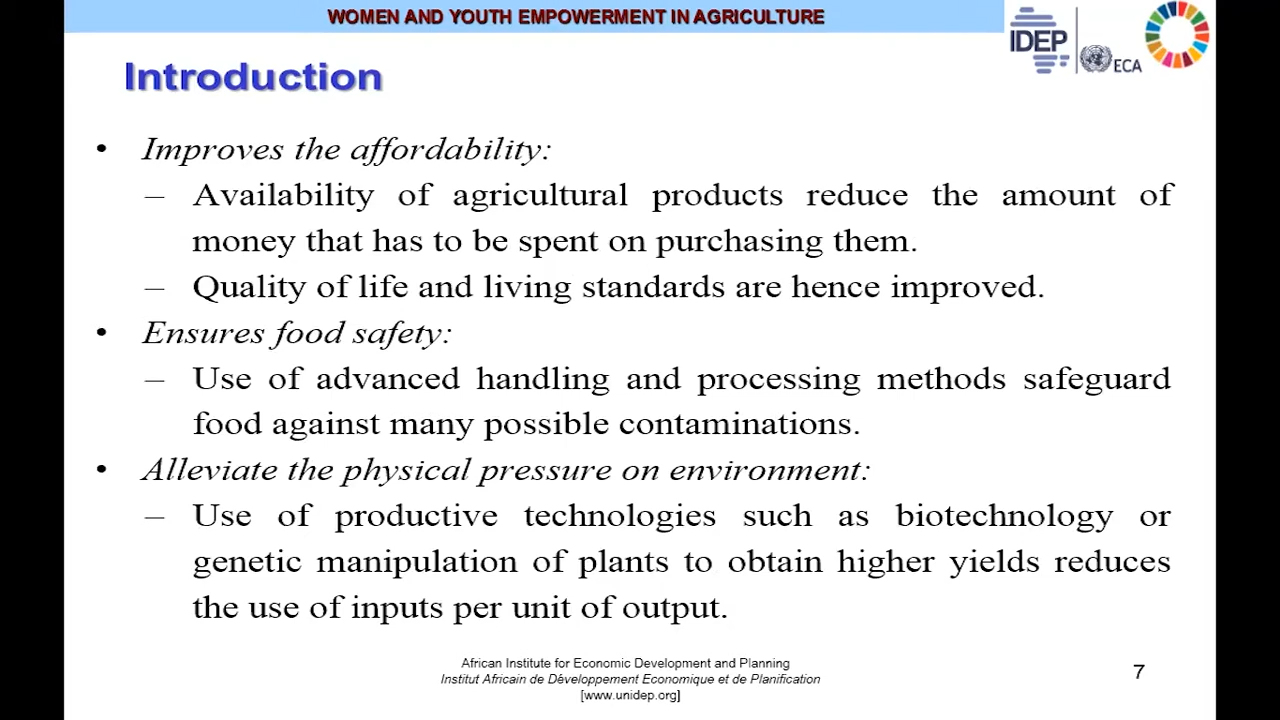 WOMEN AND YOUTH EMPOWERMENT IN AGRICULTURE
IDEP
ECA
Introduction
• Improves the affordability:
– Availability of agricultural products reduce the amount of
money that has to be spent on purchasing them.
– Quality of life and living standards are hence improved.
• Ensures food safety:
– Use of advanced handling and processing methods safeguard
food against many possible contaminations.
• Alleviate the physical pressure on environment:
– Use of productive technologies such as biotechnology or
genetic manipulation of plants to obtain higher yields reduces
the use of inputs per unit of output.
African Institute for Economic Development and Planning
Institut Africain de Développement Economique et de Planification
[www.unidep.org]
7